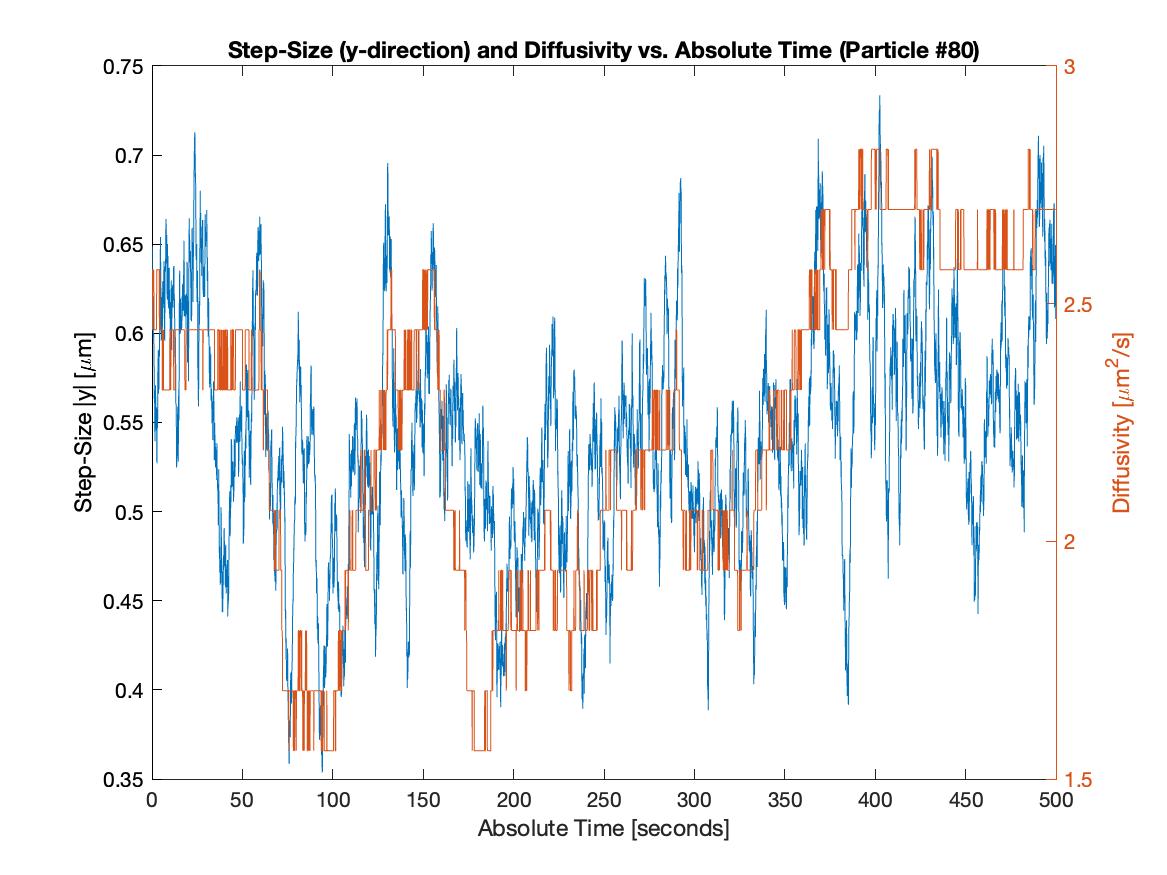 Step-Size (y-direction) and Diffusivity vs. Absolute Time (Particle #80)
0.75
0.7
0.65
0.6
0.55
0.5
0.45
0.4
0.35
Step-Size |y| [μm]
3
2.5
2
1.5
Diffusivity [μm²/s]
0 50 100 150 200 250 300 350 400 450 500
Absolute Time [seconds]